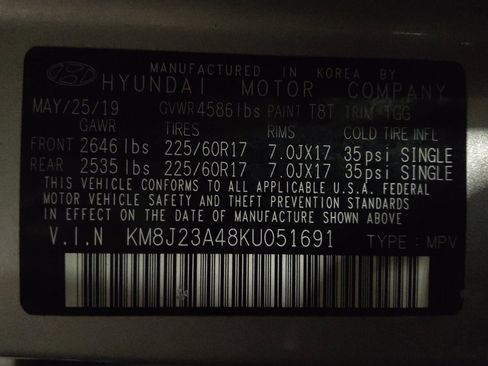 MANUFACTURED IN KOREA BY
HYUNDAI MOTOR COMPANY
MAY/25/19 GVWR 4586lbs PAINT T8T TRIM TGG
GAWR TIRES RIMS COLD TIRE INFL
FRONT 2646 lbs 225/60R17 7.0JX17 35psi SINGLE
REAR 2535 lbs 225/60R17 7.0JX17 35psi SINGLE
THIS VEHICLE CONFORMS TO ALL APPLICABLE U.S.A. FEDERAL
MOTOR VEHICLE SAFETY AND THEFT PREVENTION STANDARDS
IN EFFECT ON THE DATE OF MANUFACTURE SHOWN ABOVE
V.I.N KM8J23A48KU051691 TYPE : MPV